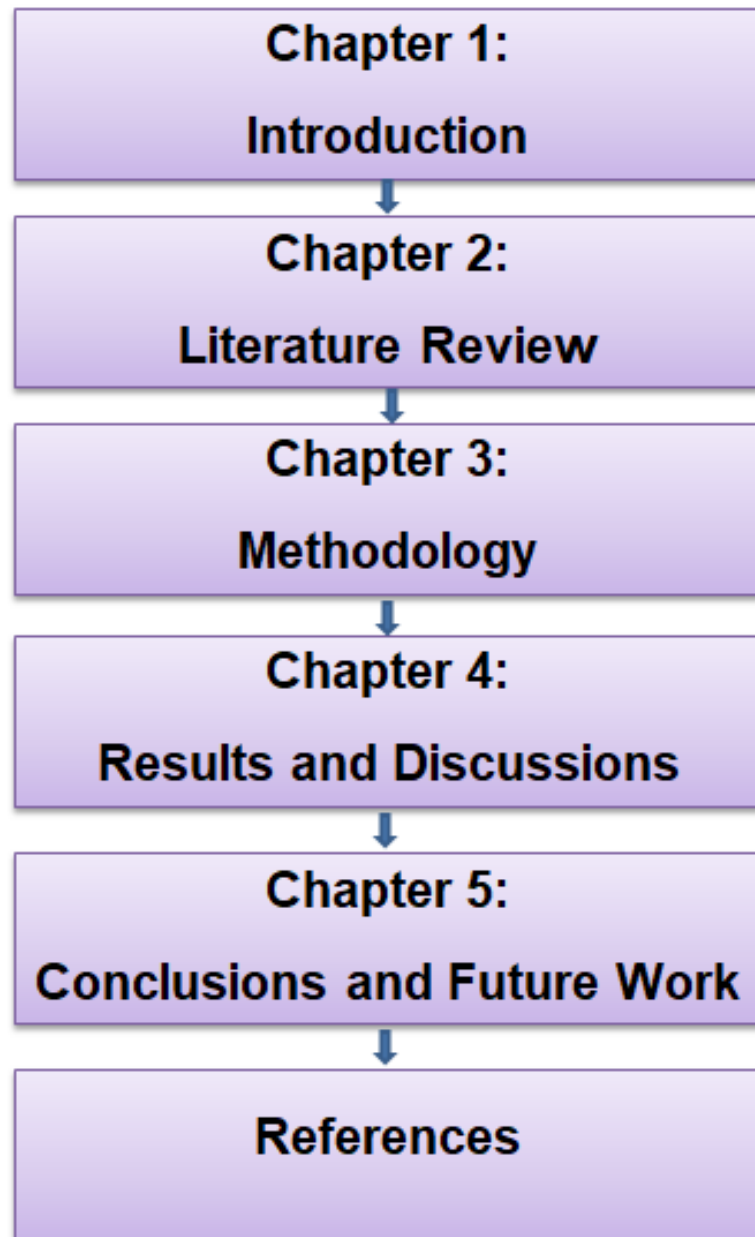 Chapter 1:
Introduction
Chapter 2:
Literature Review
Chapter 3:
Methodology
Chapter 4:
Results and Discussions
Chapter 5:
Conclusions and Future Work
References